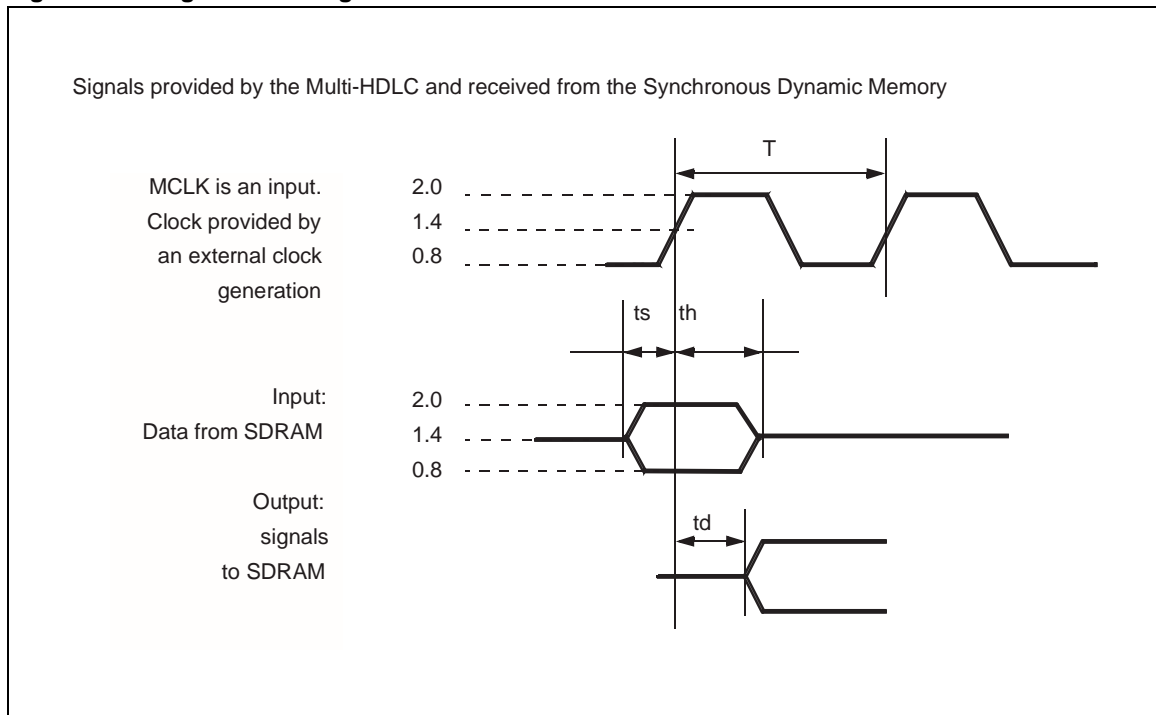 Signals provided by the Multi-HDLC and received from the Synchronous Dynamic Memory
T
MCLK is an input.
Clock provided by
an external clock
generation
2.0
1.4
0.8
ts th
Input:
Data from SDRAM
2.0
1.4
0.8
Output:
signals
to SDRAM
td